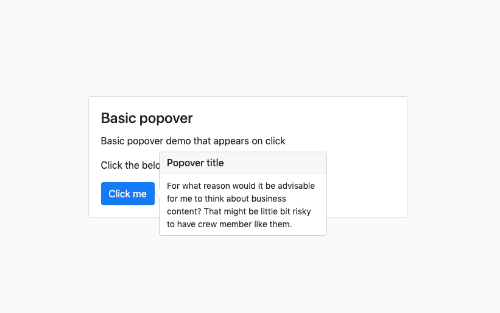 Basic popover
Basic popover demo that appears on click
Click the
Popover title
Click me
For what reason would it be advisable
for me to think about business
content? That might be little bit risky
to have crew member like them.